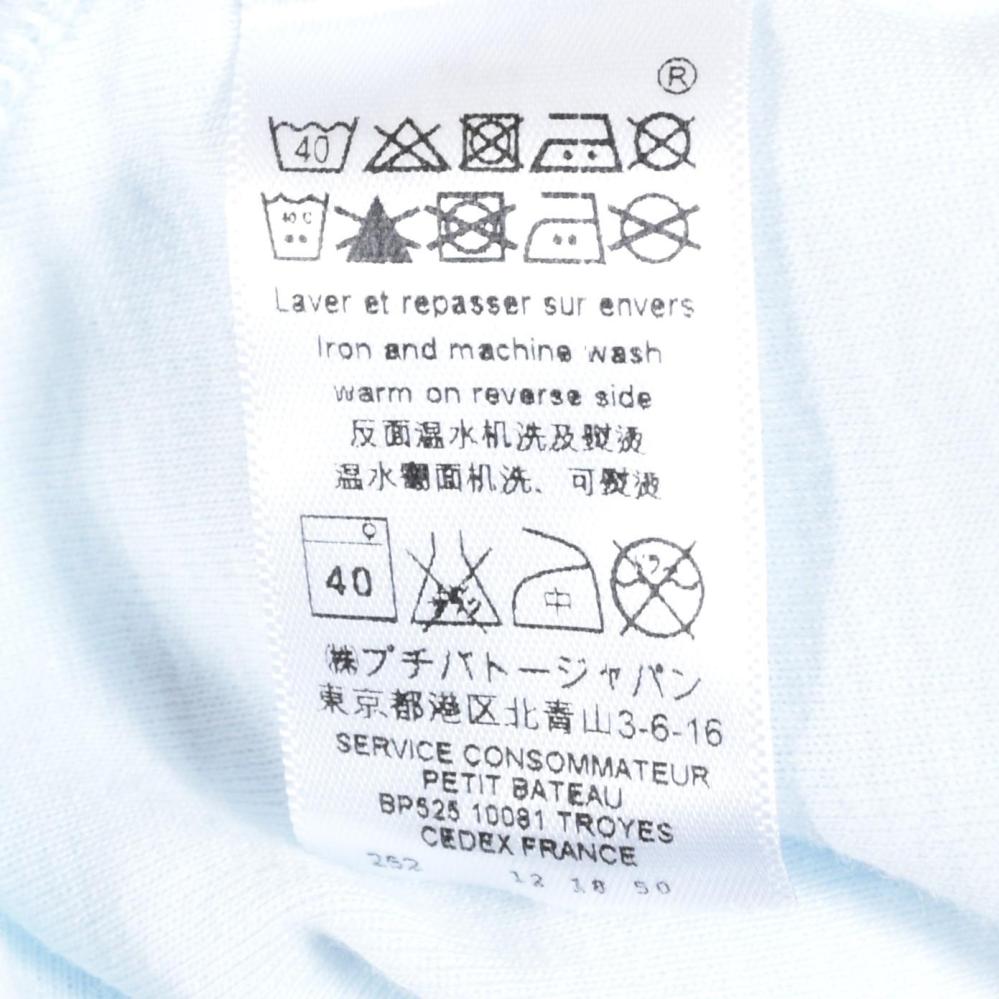 ®
40
40 C
Laver et repasser sur envers
Iron and machine wash
warm on reverse side
反面温水机洗及熨烫
温水翻面机洗、可熨烫
40
中
㈱プチバトージャパン
東京都港区北青山3-6-16
SERVICE CONSOMMATEUR
PETIT BATEAU
BP525 10081 TROYES
CEDEX FRANCE
252 12 18 50